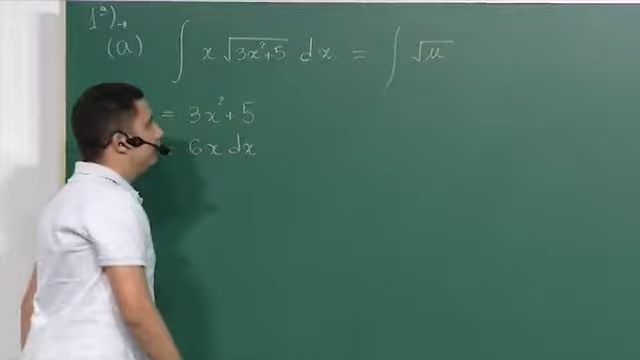 1ª)→
(a) ∫ x √(3x²+5) dx = ∫ √u
= 3x² + 5
6x dx